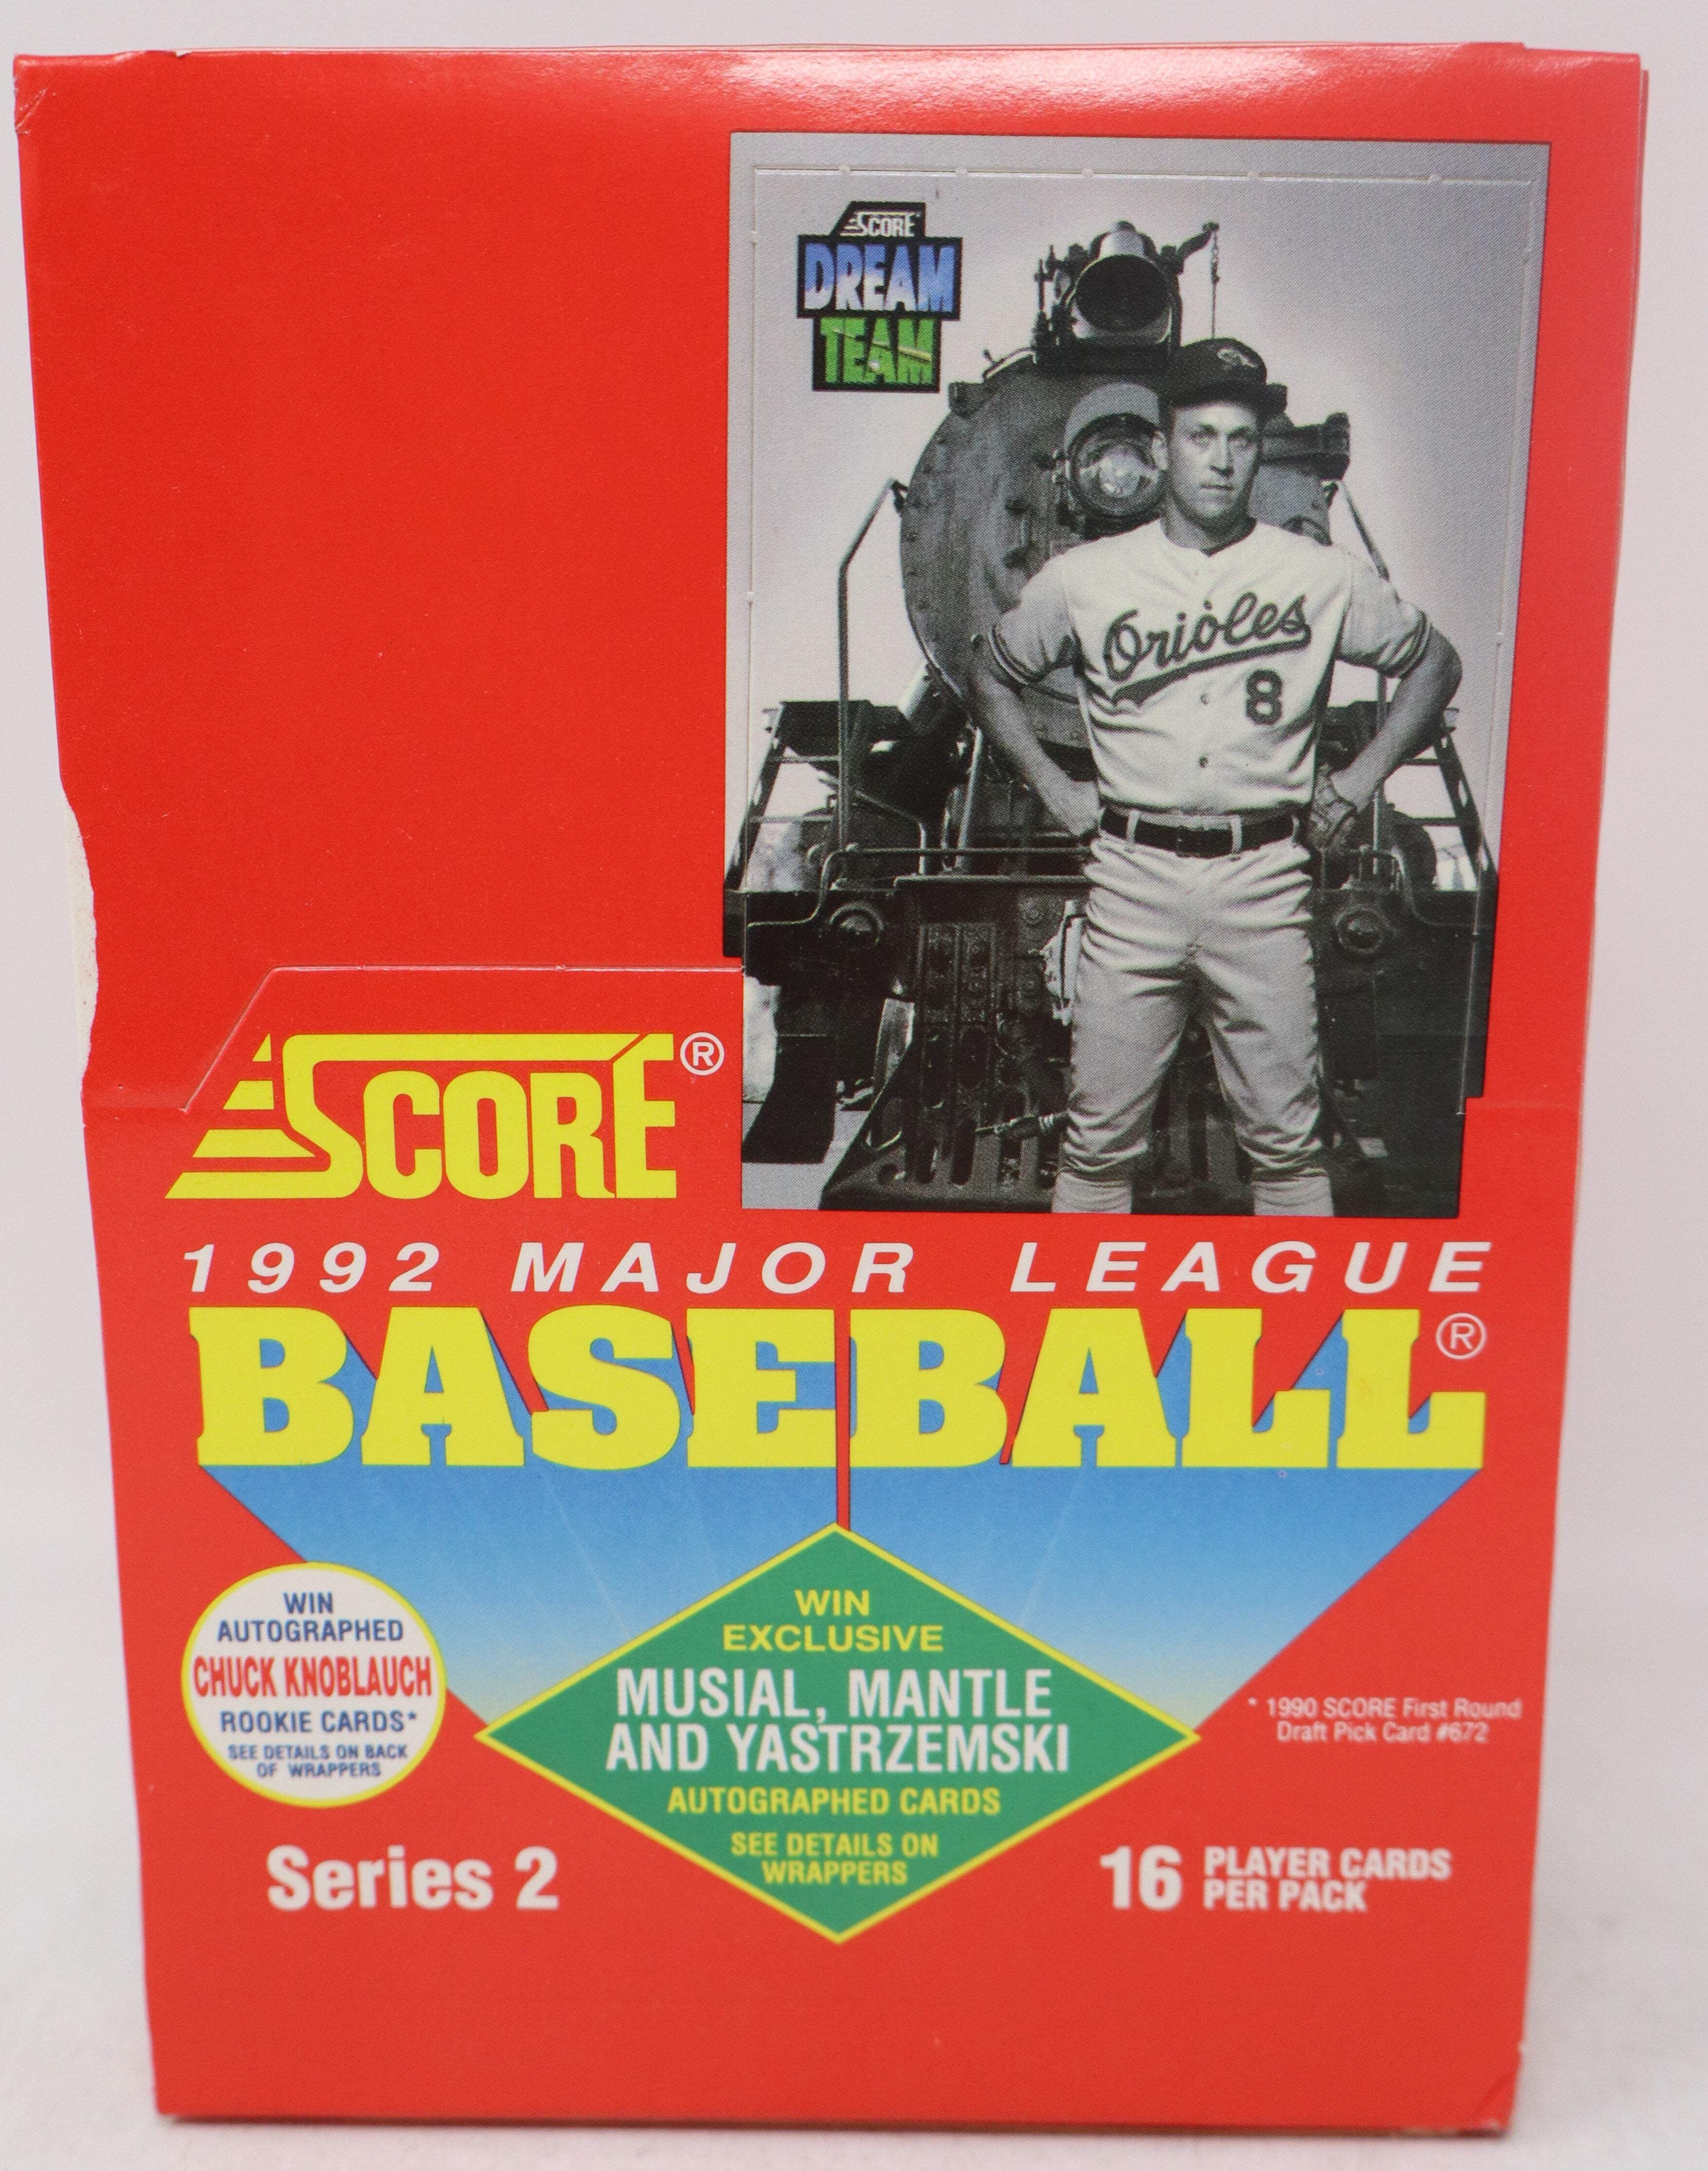 SCORE
DREAM
TEAM
Orioles
8
SCORE®
1992 MAJOR LEAGUE
BASEBALL®
WIN
AUTOGRAPHED
CHUCK KNOBLAUCH
ROOKIE CARDS*
SEE DETAILS ON BACK
OF WRAPPERS
WIN
EXCLUSIVE
MUSIAL, MANTLE
AND YASTRZEMSKI
AUTOGRAPHED CARDS
SEE DETAILS ON
WRAPPERS
* 1990 SCORE First Round
Draft Pick Card #672
Series 2
16 PLAYER CARDS
PER PACK